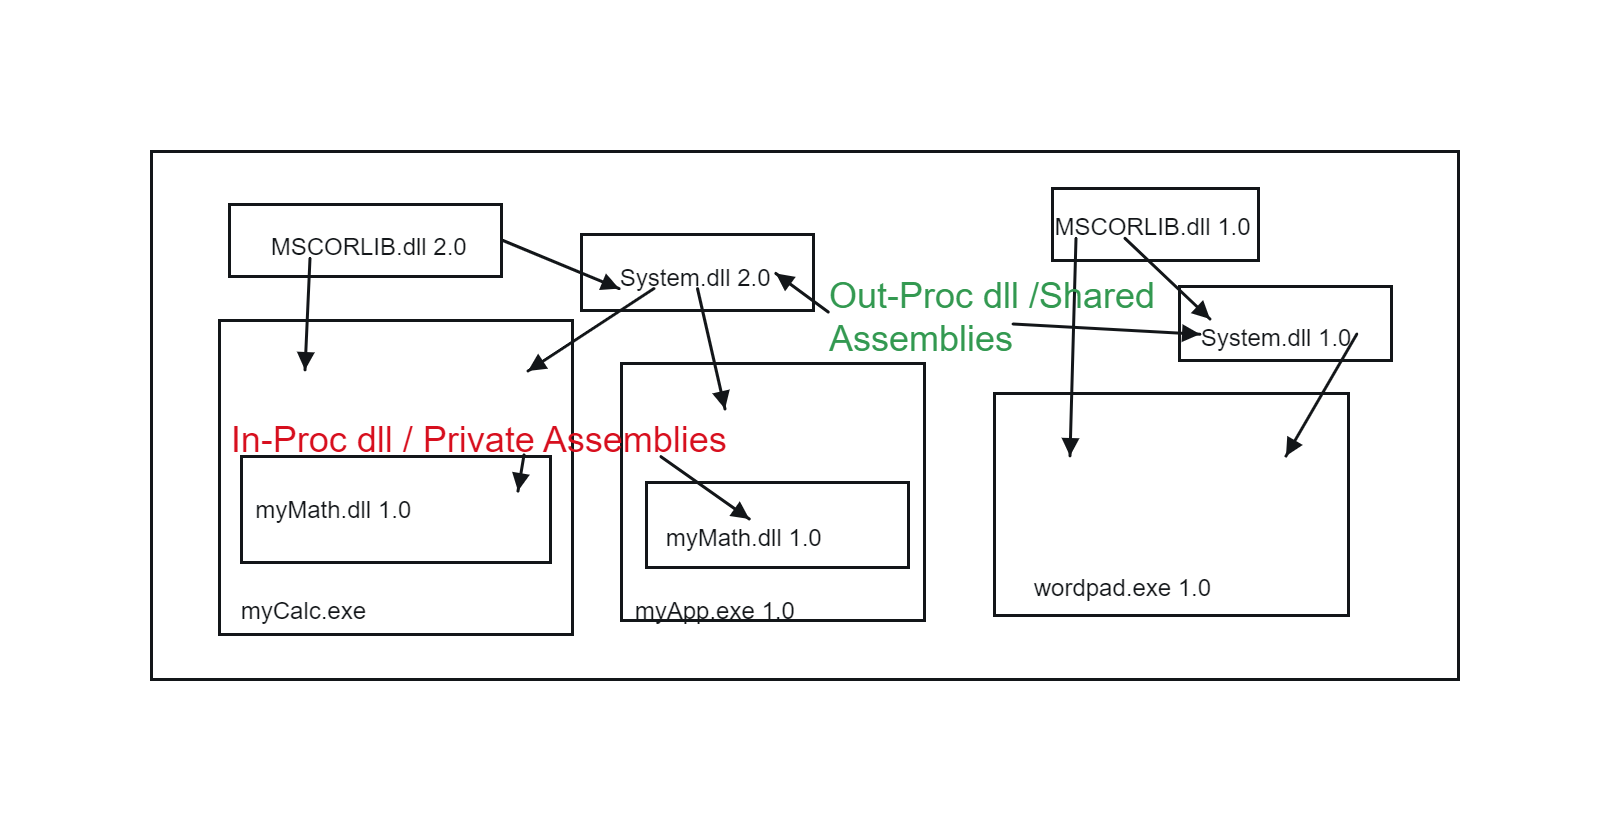 MSCORLIB.dll 2.0
System.dll 2.0
MSCORLIB.dll 1.0
Out-Proc dll /Shared
Assemblies
System.dll 1.0
In-Proc dll / Private Assemblies
myMath.dll 1.0
myMath.dll 1.0
wordpad.exe 1.0
myCalc.exe
myApp.exe 1.0